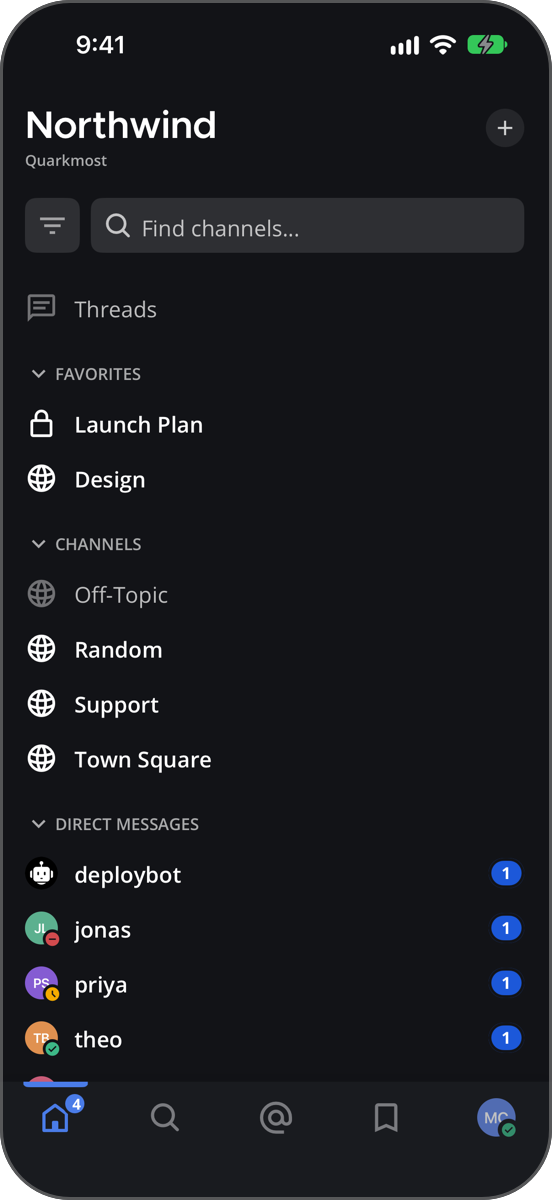 9:41
Northwind
Quarkmost
Find channels...
Threads
FAVORITES
Launch Plan
Design
CHANNELS
Off-Topic
Random
Support
Town Square
DIRECT MESSAGES
deploybot 1
JL jonas 1
PS priya 1
TB theo 1
4
MC